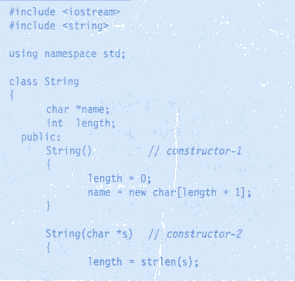 #include <iostream>
#include <string>
using namespace std;
class String
{
char *name;
int length;
public:
String() // constructor-1
{
length = 0;
name = new char[length + 1];
}
String(char *s) // constructor-2
{
length = strlen(s);